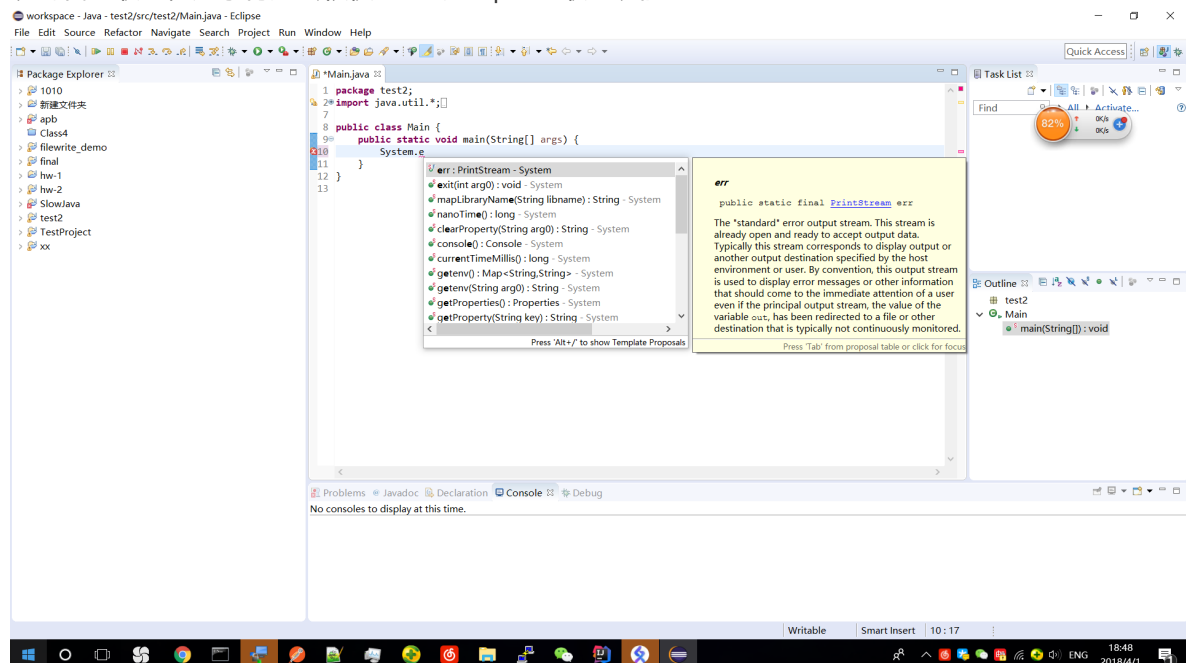 workspace - Java - test2/src/test2/Main.java - Eclipse
File Edit Source Refactor Navigate Search Project Run Window Help
Quick Access
Package Explorer
1010
新建文件夹
apb
Class4
filewrite_demo
final
hw-1
hw-2
SlowJava
test2
TestProject
xx
*Main.java
1 package test2;
2 import java.util.*;
7
8 public class Main {
9 public static void main(String[] args) {
10 System.e
11 }
12 }
13
err : PrintStream - System
exit(int arg0) : void - System
mapLibraryName(String libname) : String - System
nanoTime() : long - System
clearProperty(String arg0) : String - System
console() : Console - System
currentTimeMillis() : long - System
getenv() : Map<String,String> - System
getenv(String arg0) : String - System
getProperties() : Properties - System
getProperty(String key) : String - System
Press 'Alt+/' to show Template Proposals
err
public static final PrintStream err
The "standard" error output stream. This stream is
already open and ready to accept output data.
Typically this stream corresponds to display output or
another output destination specified by the host
environment or user. By convention, this output stream
is used to display error messages or other information
that should come to the immediate attention of a user
even if the principal output stream, the value of the
variable out, has been redirected to a file or other
destination that is typically not continuously monitored.
Press 'Tab' from proposal table or click for focus
Task List
Find All Activate...
82%
0K/s
0K/s
Outline
test2
Main
main(String[]) : void
Problems Javadoc Declaration Console Debug
No consoles to display at this time.
Writable Smart Insert 10 : 17
ENG
18:48
2018/4/1